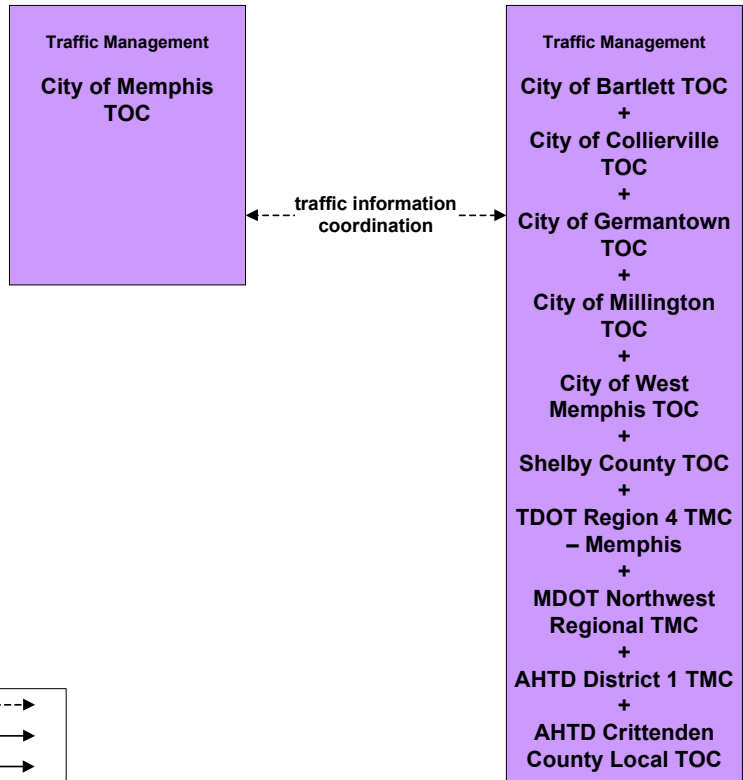 Traffic Management
City of Memphis
TOC
traffic information
coordination
Traffic Management
City of Bartlett TOC
+
City of Collierville
TOC
+
City of Germantown
TOC
+
City of Millington
TOC
+
City of West
Memphis TOC
+
Shelby County TOC
+
TDOT Region 4 TMC
– Memphis
+
MDOT Northwest
Regional TMC
+
AHTD District 1 TMC
+
AHTD Crittenden
County Local TOC